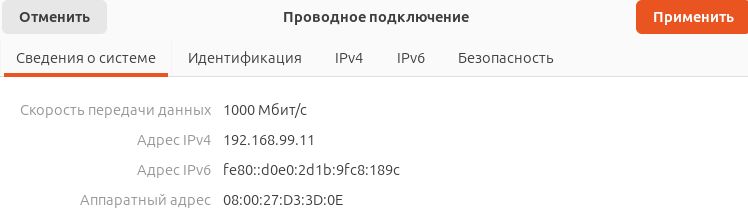 Отменить Проводное подключение Применить
Сведения о системе Идентификация IPv4 IPv6 Безопасность
Скорость передачи данных 1000 Мбит/с
Адрес IPv4 192.168.99.11
Адрес IPv6 fe80::d0e0:2d1b:9fc8:189c
Аппаратный адрес 08:00:27:D3:3D:0E